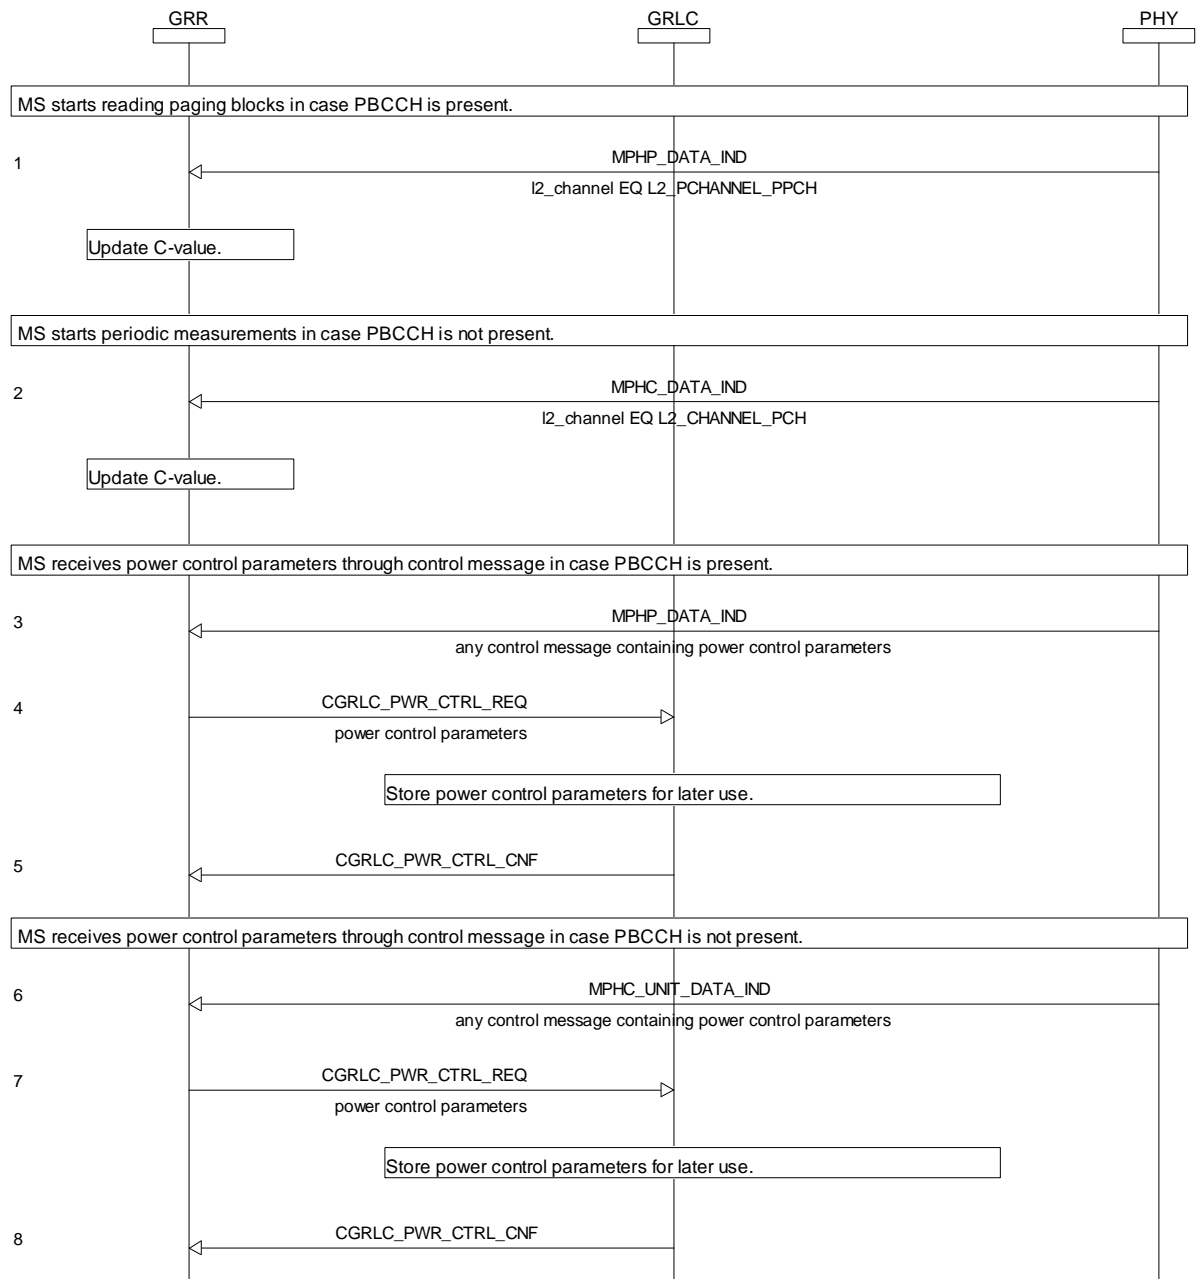 GRR GRLC PHY
MS starts reading paging blocks in case PBCCH is present.
1 MPHP_DATA_IND
l2_channel EQ L2_PCHANNEL_PPCH
Update C-value.
MS starts periodic measurements in case PBCCH is not present.
2 MPHC_DATA_IND
l2_channel EQ L2_CHANNEL_PCH
Update C-value.
MS receives power control parameters through control message in case PBCCH is present.
3 MPHP_DATA_IND
any control message containing power control parameters
4 CGRLC_PWR_CTRL_REQ
power control parameters
Store power control parameters for later use.
5 CGRLC_PWR_CTRL_CNF
MS receives power control parameters through control message in case PBCCH is not present.
6 MPHC_UNIT_DATA_IND
any control message containing power control parameters
7 CGRLC_PWR_CTRL_REQ
power control parameters
Store power control parameters for later use.
8 CGRLC_PWR_CTRL_CNF